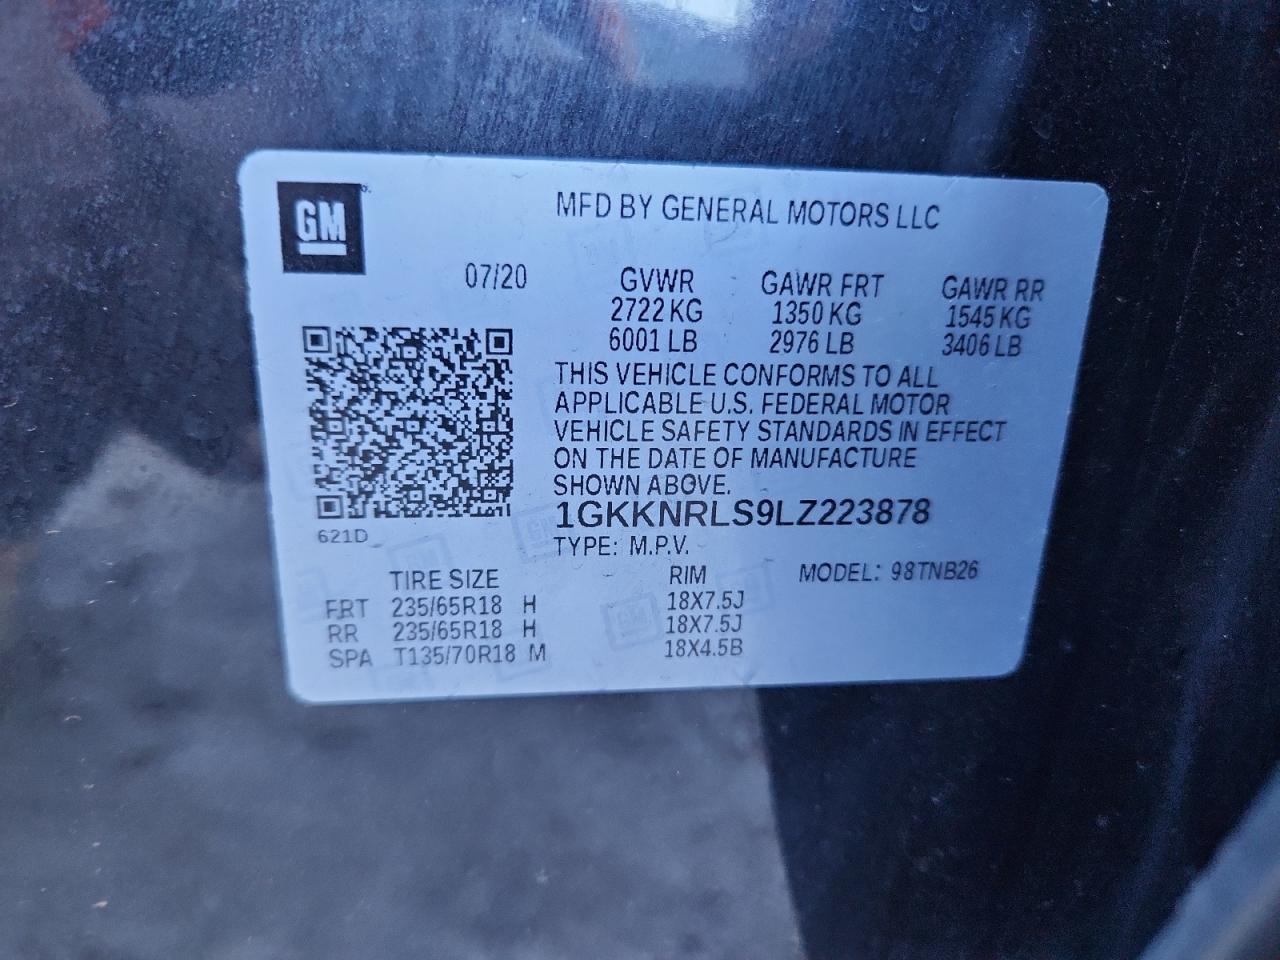 GM
MFD BY GENERAL MOTORS LLC
07/20
GVWR GAWR FRT GAWR RR
2722 KG 1350 KG 1545 KG
6001 LB 2976 LB 3406 LB
THIS VEHICLE CONFORMS TO ALL
APPLICABLE U.S. FEDERAL MOTOR
VEHICLE SAFETY STANDARDS IN EFFECT
ON THE DATE OF MANUFACTURE
SHOWN ABOVE.
1GKKNRLS9LZ223878
621D
TYPE: M.P.V.
TIRE SIZE RIM MODEL: 98TNB26
FRT 235/65R18 H 18X7.5J
RR 235/65R18 H 18X7.5J
SPA T135/70R18 M 18X4.5B